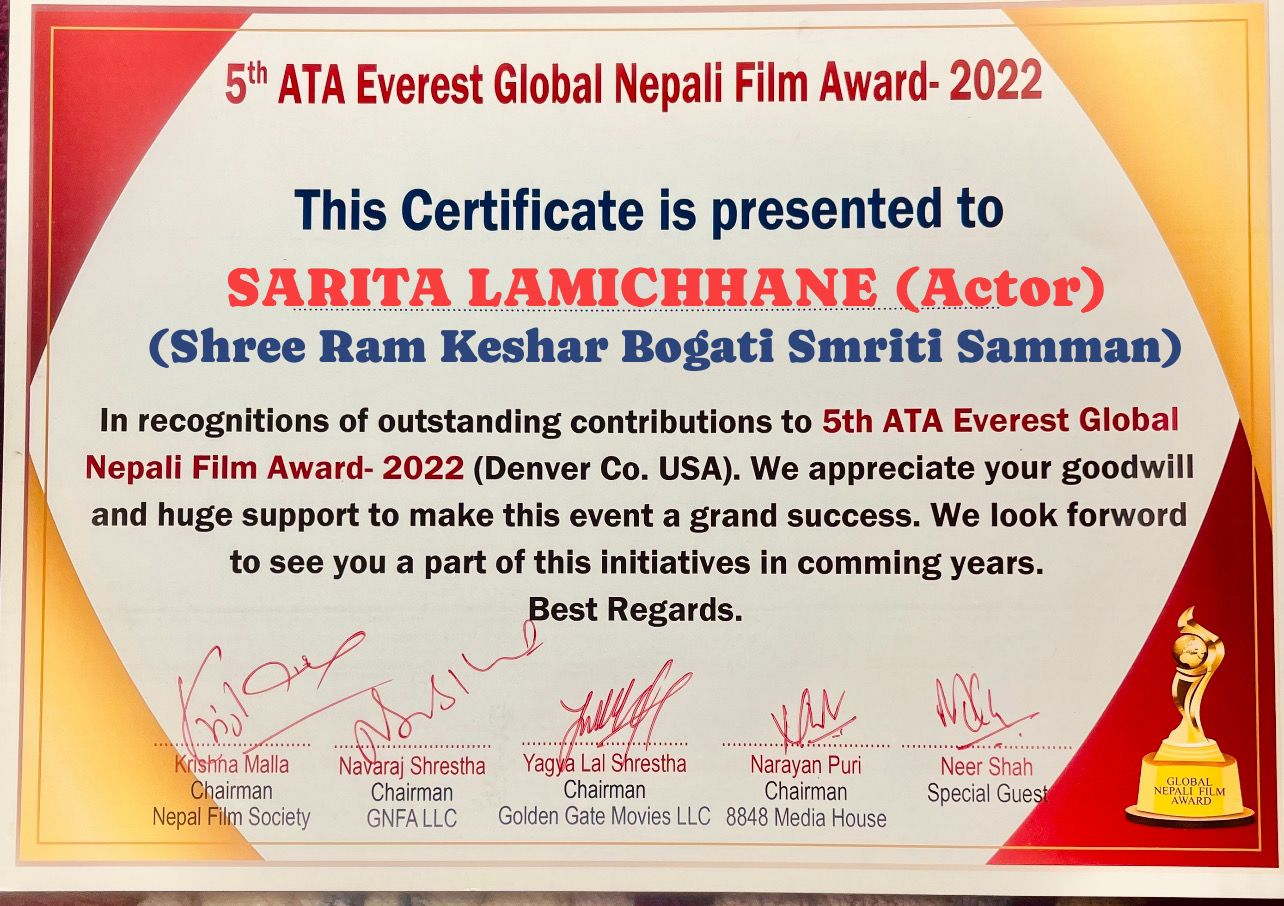 5th ATA Everest Global Nepali Film Award- 2022
This Certificate is presented to
SARITA LAMICHHANE (Actor)
(Shree Ram Keshar Bogati Smriti Samman)
In recognitions of outstanding contributions to 5th ATA Everest Global
Nepali Film Award- 2022 (Denver Co. USA). We appreciate your goodwill
and huge support to make this event a grand success. We look forward
to see you a part of this initiatives in comming years.
Best Regards.
Krishna Malla
Chairman
Nepal Film Society
Navaraj Shrestha
Chairman
GNFA LLC
Yagya Lal Shrestha
Chairman
Golden Gate Movies LLC
Narayan Puri
Chairman
8848 Media House
Neer Shah
Special Guest
GLOBAL
NEPALI FILM
AWARD